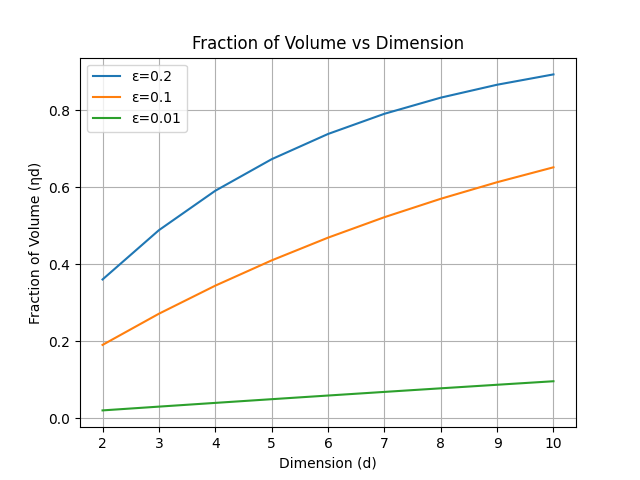 Fraction of Volume vs Dimension
ε=0.2
ε=0.1
ε=0.01
Fraction of Volume (ηd)
0.8
0.6
0.4
0.2
0.0
2 3 4 5 6 7 8 9 10
Dimension (d)